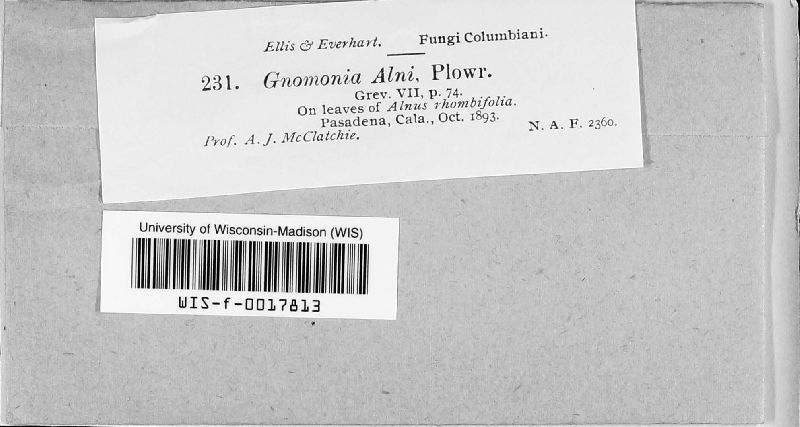 Ellis & Everhart. Fungi Columbiani.
231. Gnomonia Alni, Plowr.
Grev. VII, p. 74.
On leaves of Alnus rhombifolia.
Pasadena, Cala., Oct. 1893.
Prof. A. J. McClatchie. N. A. F. 2360.
University of Wisconsin-Madison (WIS)
WIS-f-0017813